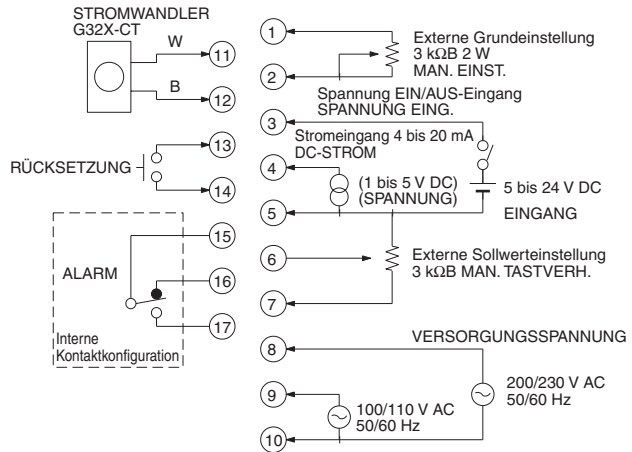 STROMWANDLER
G32X-CT
W
B
11
12
13
RÜCKSETZUNG
14
15
ALARM
16
17
Interne
Kontaktkonfiguration
1
Externe Grundeinstellung
3 kΩB 2 W
MAN. EINST.
2
Spannung EIN/AUS-Eingang
SPANNUNG EING.
3
Stromeingang 4 bis 20 mA
DC-STROM
4
(1 bis 5 V DC)
(SPANNUNG)
5 bis 24 V DC
5
EINGANG
6
Externe Sollwerteinstellung
3 kΩB MAN. TASTVERH.
7
VERSORGUNGSSPANNUNG
8
200/230 V AC
50/60 Hz
9
100/110 V AC
50/60 Hz
10